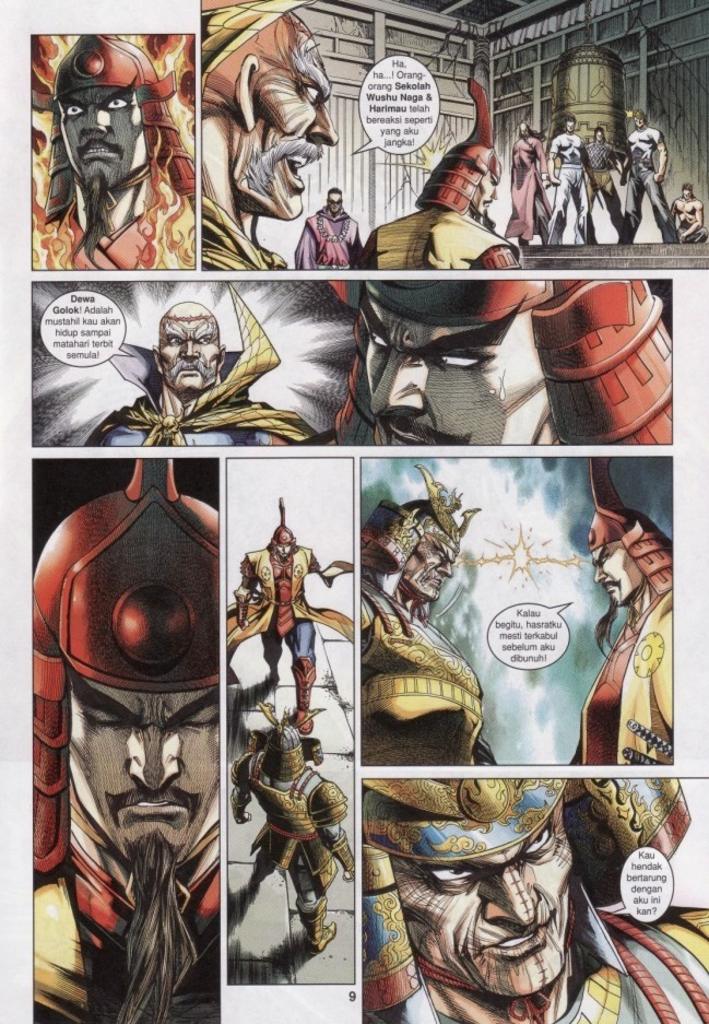 Ha,
ha...! Orang-
orang Sekolah
Wushu Naga &
Harimau telah
bereaksi seperti
yang aku
jangka!
Dewa
Golok! Adalah
mustahil kau akan
hidup sampai
matahari terbit
semula!
Kalau
begitu, hasratku
mesti terkabul
sebelum aku
dibunuh!
Kau
hendak
bertarung
dengan
aku ini
kan?
9